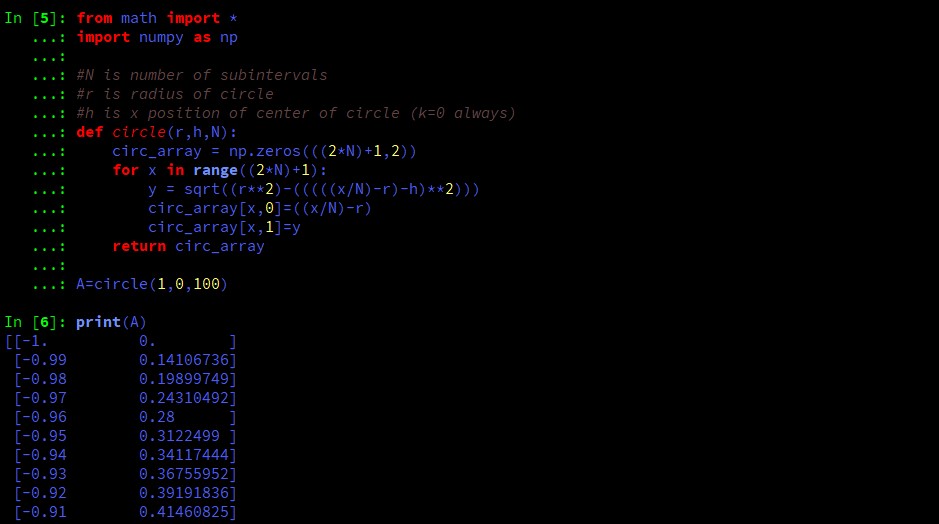 In [5]: from math import *
   ...: import numpy as np
   ...:
   ...: #N is number of subintervals
   ...: #r is radius of circle
   ...: #h is x position of center of circle (k=0 always)
   ...: def circle(r,h,N):
   ...:     circ_array = np.zeros(((2*N)+1,2))
   ...:     for x in range((2*N)+1):
   ...:         y = sqrt((r**2)-(((((x/N)-r)-h)**2)))
   ...:         circ_array[x,0]=((x/N)-r)
   ...:         circ_array[x,1]=y
   ...:     return circ_array
   ...:
   ...: A=circle(1,0,100)

In [6]: print(A)
[[-1.          0.        ]
 [-0.99        0.14106736]
 [-0.98        0.19899749]
 [-0.97        0.24310492]
 [-0.96        0.28      ]
 [-0.95        0.3122499 ]
 [-0.94        0.34117444]
 [-0.93        0.36755952]
 [-0.92        0.39191836]
 [-0.91        0.41460825]